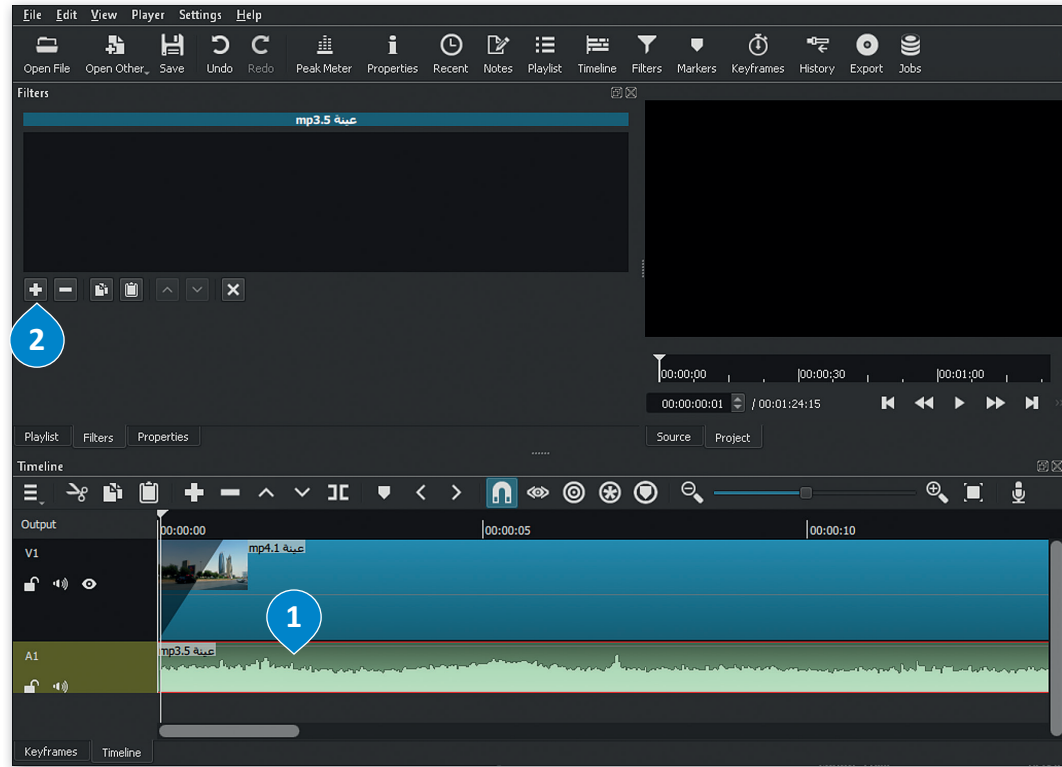 File Edit View Player Settings Help
Open File Open Other Save Undo Redo Peak Meter Properties Recent Notes Playlist Timeline Filters Markers Keyframes History Export Jobs
Filters
عينة mp3.5
2
00:00:00 00:00:30 00:01:00
00:00:00:01 / 00:01:24:15
Playlist Filters Properties
Source Project
Timeline
Output
00:00:00 00:00:05 00:00:10
V1
عينة mp4.1
1
A1
عينة mp3.5
Keyframes Timeline